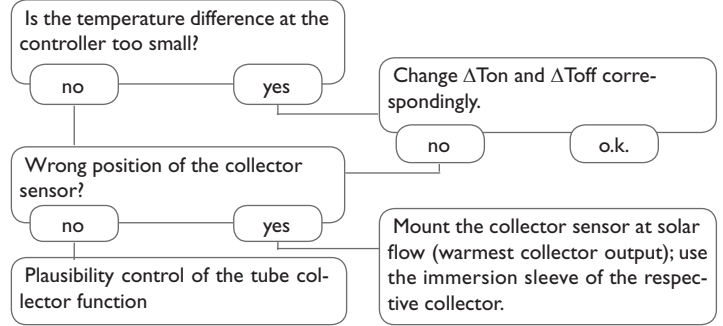 Is the temperature difference at the
controller too small?
no
yes
Change ΔTon and ΔToff corre-
spondingly.
no
o.k.
Wrong position of the collector
sensor?
no
yes
Mount the collector sensor at solar
flow (warmest collector output); use
the immersion sleeve of the respec-
tive collector.
Plausibility control of the tube col-
lector function